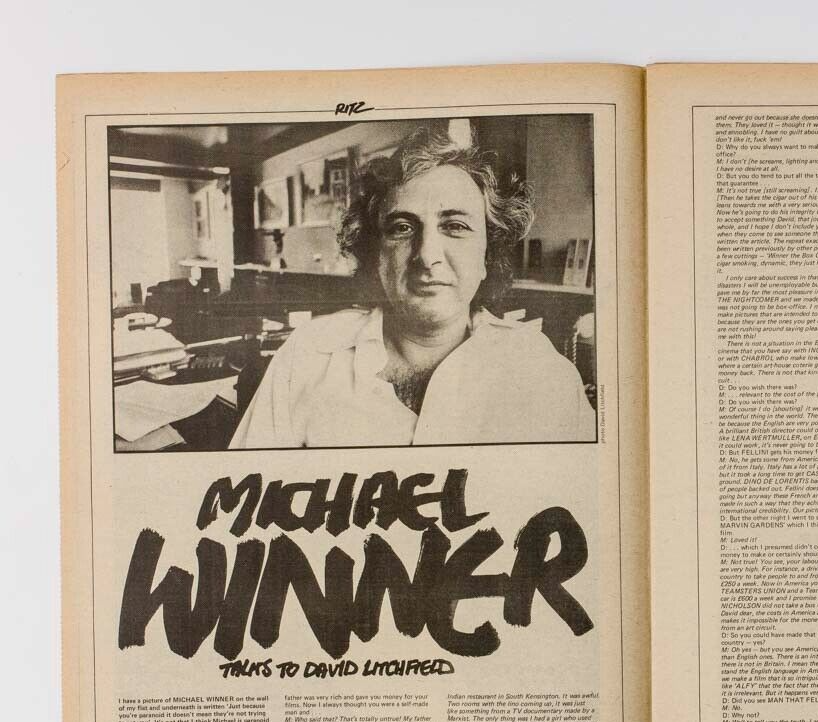 RITZ
photo David Litchfield
MICHAEL
WINNER
TALKS TO DAVID LITCHFIELD
I have a picture of MICHAEL WINNER on the wall
of my flat and underneath is written 'Just because
you're paranoid it doesn't mean they're not trying
father was very rich and gave you money for your
films. Now I always thought you were a self-made
man and . .
M: Who said that? That's totally untrue! My father
Indian restaurant in South Kensington. It was awful.
Two rooms with the lino coming up, it was just
like something from a TV documentary made by a
Marxist. The only thing was I had a girl who used
and never go out because she doesn
them. They loved it — thought it w
and ennobling. I have no guilt about
don't like it, fuck 'em!
D: Why do you always want to mak
office?
M: I don't [he screams, lighting an
I have no desire at all.
D: But you do tend to put all the t
that guarantee . . .
M: It's not true [still screaming]. I
[Then he takes the cigar out of his
leans towards me with a very serio
Now he's going to do his integrity
to accept something David, that jou
whole, and I hope I don't include y
when they come to see someone th
written the article. The repeat exac
been written previously by other p
a few cuttings — 'Winner the Box O
cigar smoking, dynamic, they just l
it.
I only care about success in that
disasters I will be unemployable bu
gave me by far the most pleasure i
THE NIGHTCOMER and we made
was not going to be box-office. I
make pictures that are intended to
because they are the ones you get
are not rushing around saying plea
me with this!
There is not a situation in the E
cinema that you have say with IN
or with CHABROL who make low
where a certain art-house coterie g
money back. There is not that kin
cuit . . .
D: Do you wish there was?
M: . . . relevant to the cost of the p
D: Do you wish there was?
M: Of course I do [shouting] it w
wonderful thing in the world. The
be because the English are very po
A brilliant British director could
like LENA WERTMULLER, on E
it could work, it's never going to
D: But FELLINI gets his money f
M: No, he gets some from Americ
of it from Italy. Italy has a lot of
but it took a long time to get CAS
ground. DINO DE LORENTIS ba
of people backed out. Fellini does
going but anyway these French an
made in such a way that they ach
international credibility. Our pict
D: But the other night I went to
MARVIN GARDENS' which I thi
film.
M: Loved it!
D: . . . which I presumed didn't c
money to make or certainly shou
M: Not true! You see, your labou
are very high. For instance, a driv
country to take people to and fro
£250 a week. Now in America yo
TEAMSTERS UNION and a Tea
car is £600 a week and I promise
NICHOLSON did not take a bus
David, the costs in America
makes it impossible for the mone
from an art circuit.
D: So you could have made that
country — yes?
M: Oh yes — but you see Americ
than English ones. There is an int
there is not in Britain. I mean the
stand the English language in Am
we make a film that is so intrigui
like 'ALFY' that the fact that the
it is irrelevant. But it happens ver
D: Did you see MAN THAT FEL
M: No.
D: Why not?